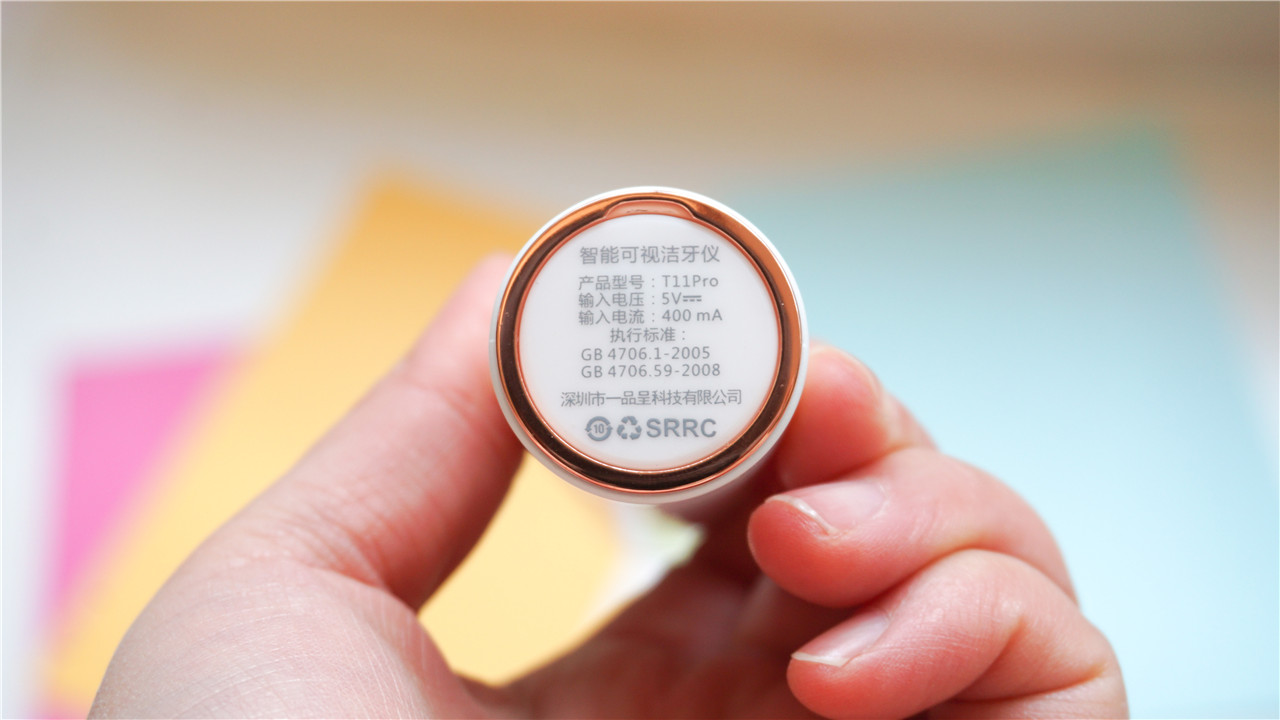 智能可视洁牙仪
产品型号：T11Pro
输入电压：5V⎓
输入电流：400 mA
执行标准：
GB 4706.1-2005
GB 4706.59-2008
深圳市一品呈科技有限公司
10 SRRC